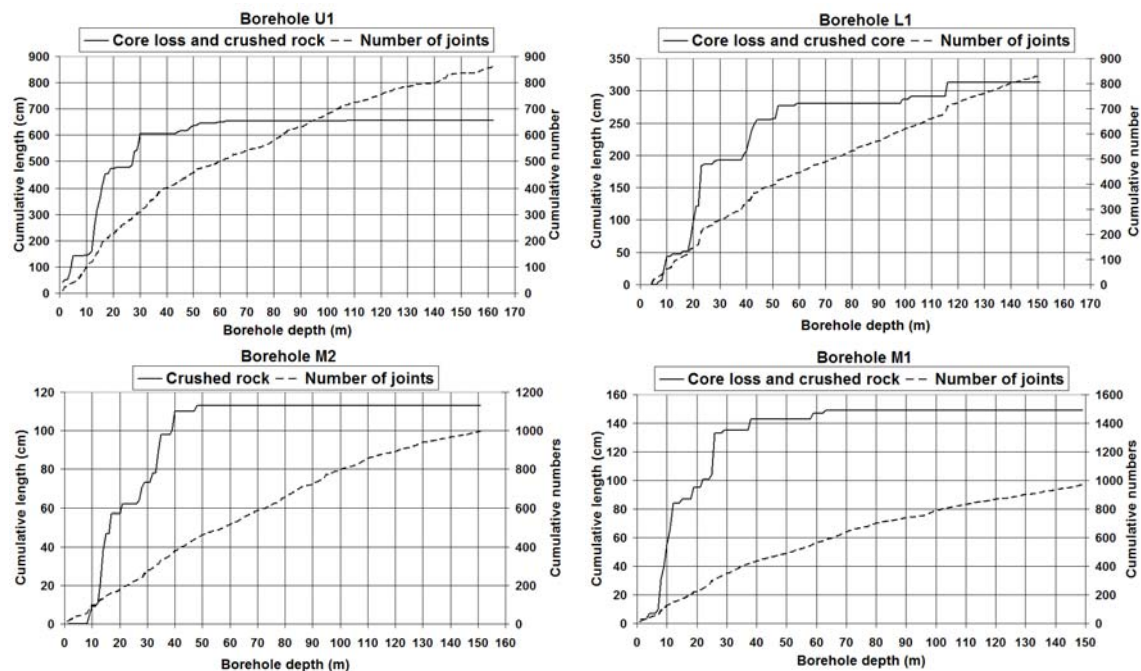 Borehole U1
Core loss and crushed rock Number of joints
Cumulative length (cm)
900 800 700 600 500 400 300 200 100 0
900 800 700 600 500 400 300 200 100 0
Cumulative number
0 10 20 30 40 50 60 70 80 90 100 110 120 130 140 150 160 170
Borehole depth (m)
Borehole L1
Core loss and crushed core Number of joints
Cumulative length (cm)
350 300 250 200 150 100 50 0
900 800 700 600 500 400 300 200 100 0
Cumulative number
0 10 20 30 40 50 60 70 80 90 100 110 120 130 140 150 160 170
Borehole depth (m)
Borehole M2
Crushed rock Number of joints
Cumulative length (cm)
120 100 80 60 40 20 0
1200 1000 800 600 400 200 0
Cumulative numbers
0 10 20 30 40 50 60 70 80 90 100 110 120 130 140 150 160
Borehole depth (m)
Borehole M1
Core loss and crushed rock Number of joints
Cumulative length (cm)
160 140 120 100 80 60 40 20 0
1600 1400 1200 1000 800 600 400 200 0
Cumulative numbers
0 10 20 30 40 50 60 70 80 90 100 110 120 130 140 150
Borehole depth (m)